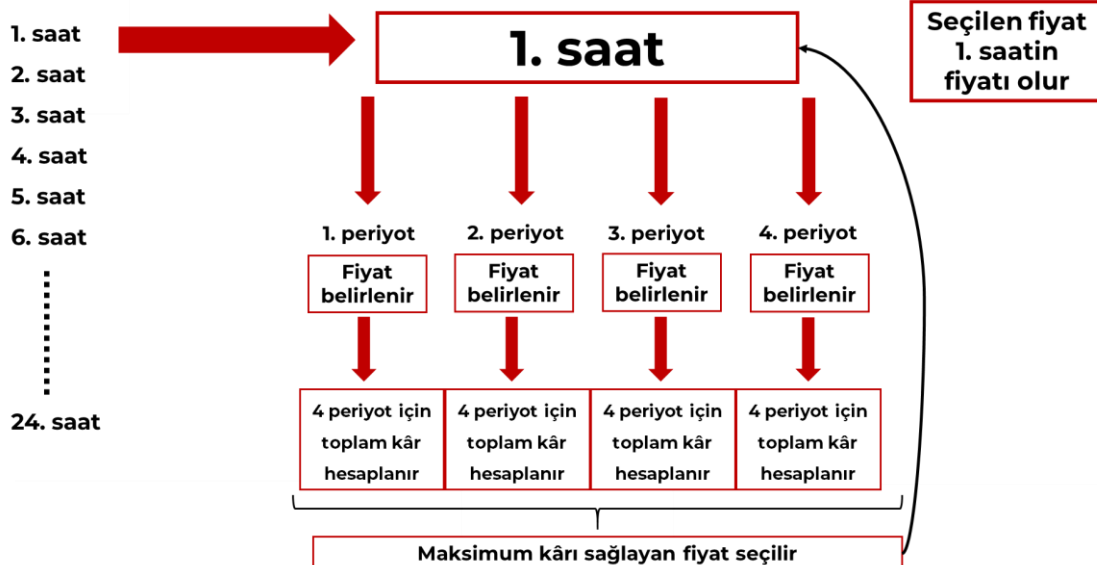 1. saat
2. saat
3. saat
4. saat
5. saat
6. saat
24. saat
1. saat
Seçilen fiyat
1. saatin
fiyatı olur
1. periyot
2. periyot
3. periyot
4. periyot
Fiyat
belirlenir
Fiyat
belirlenir
Fiyat
belirlenir
Fiyat
belirlenir
4 periyot için
toplam kâr
hesaplanır
4 periyot için
toplam kâr
hesaplanır
4 periyot için
toplam kâr
hesaplanır
4 periyot için
toplam kâr
hesaplanır
Maksimum kârı sağlayan fiyat seçilir